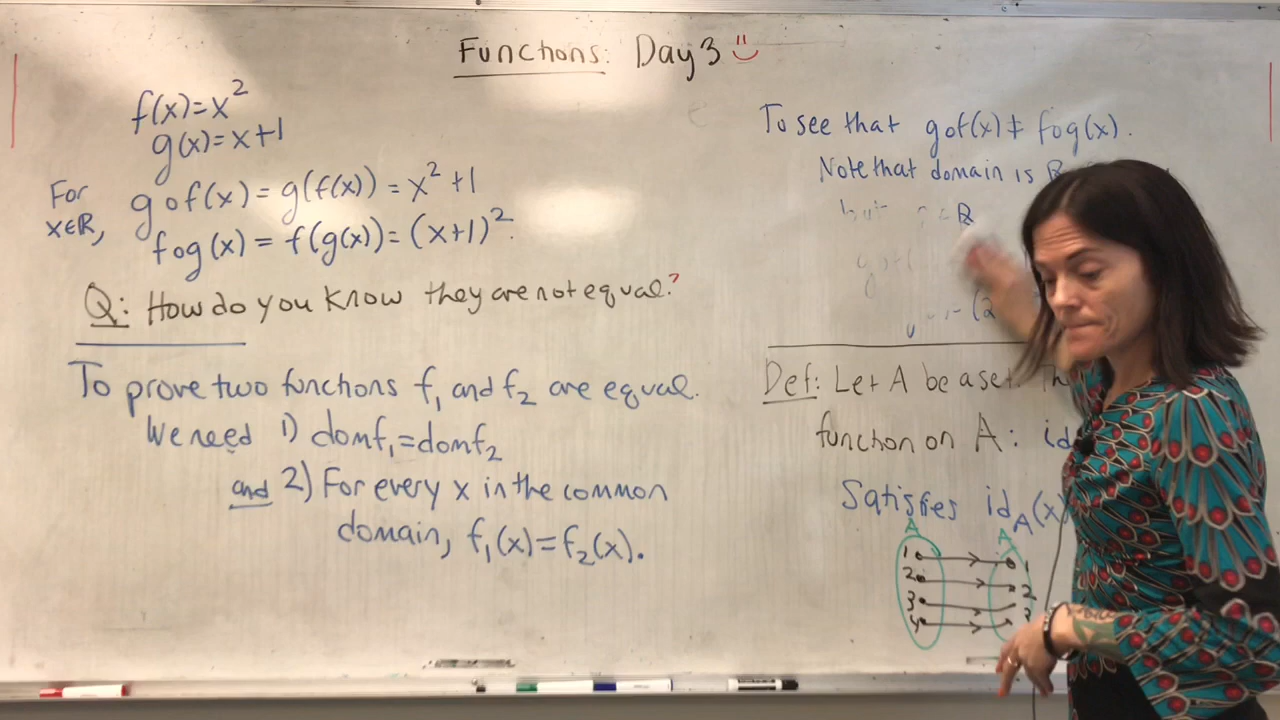 Functions: Day 3
f(x)=x²
g(x)=x+1
For x∈ℝ,
g∘f(x) = g(f(x)) = x²+1
f∘g(x) = f(g(x)) = (x+1)².
Q: How do you know they are not equal?
To prove two functions f₁ and f₂ are equal.
We need 1) dom f₁ = dom f₂
and 2) For every x in the common
domain, f₁(x)=f₂(x).
To see that g∘f(x) ≠ f∘g(x).
Note that domain is ℝ
ℝ
(2
Def: Let A be a set.
function on A: id
Satisfies id_A(x)
A A
1 1
2 2
3 3
4